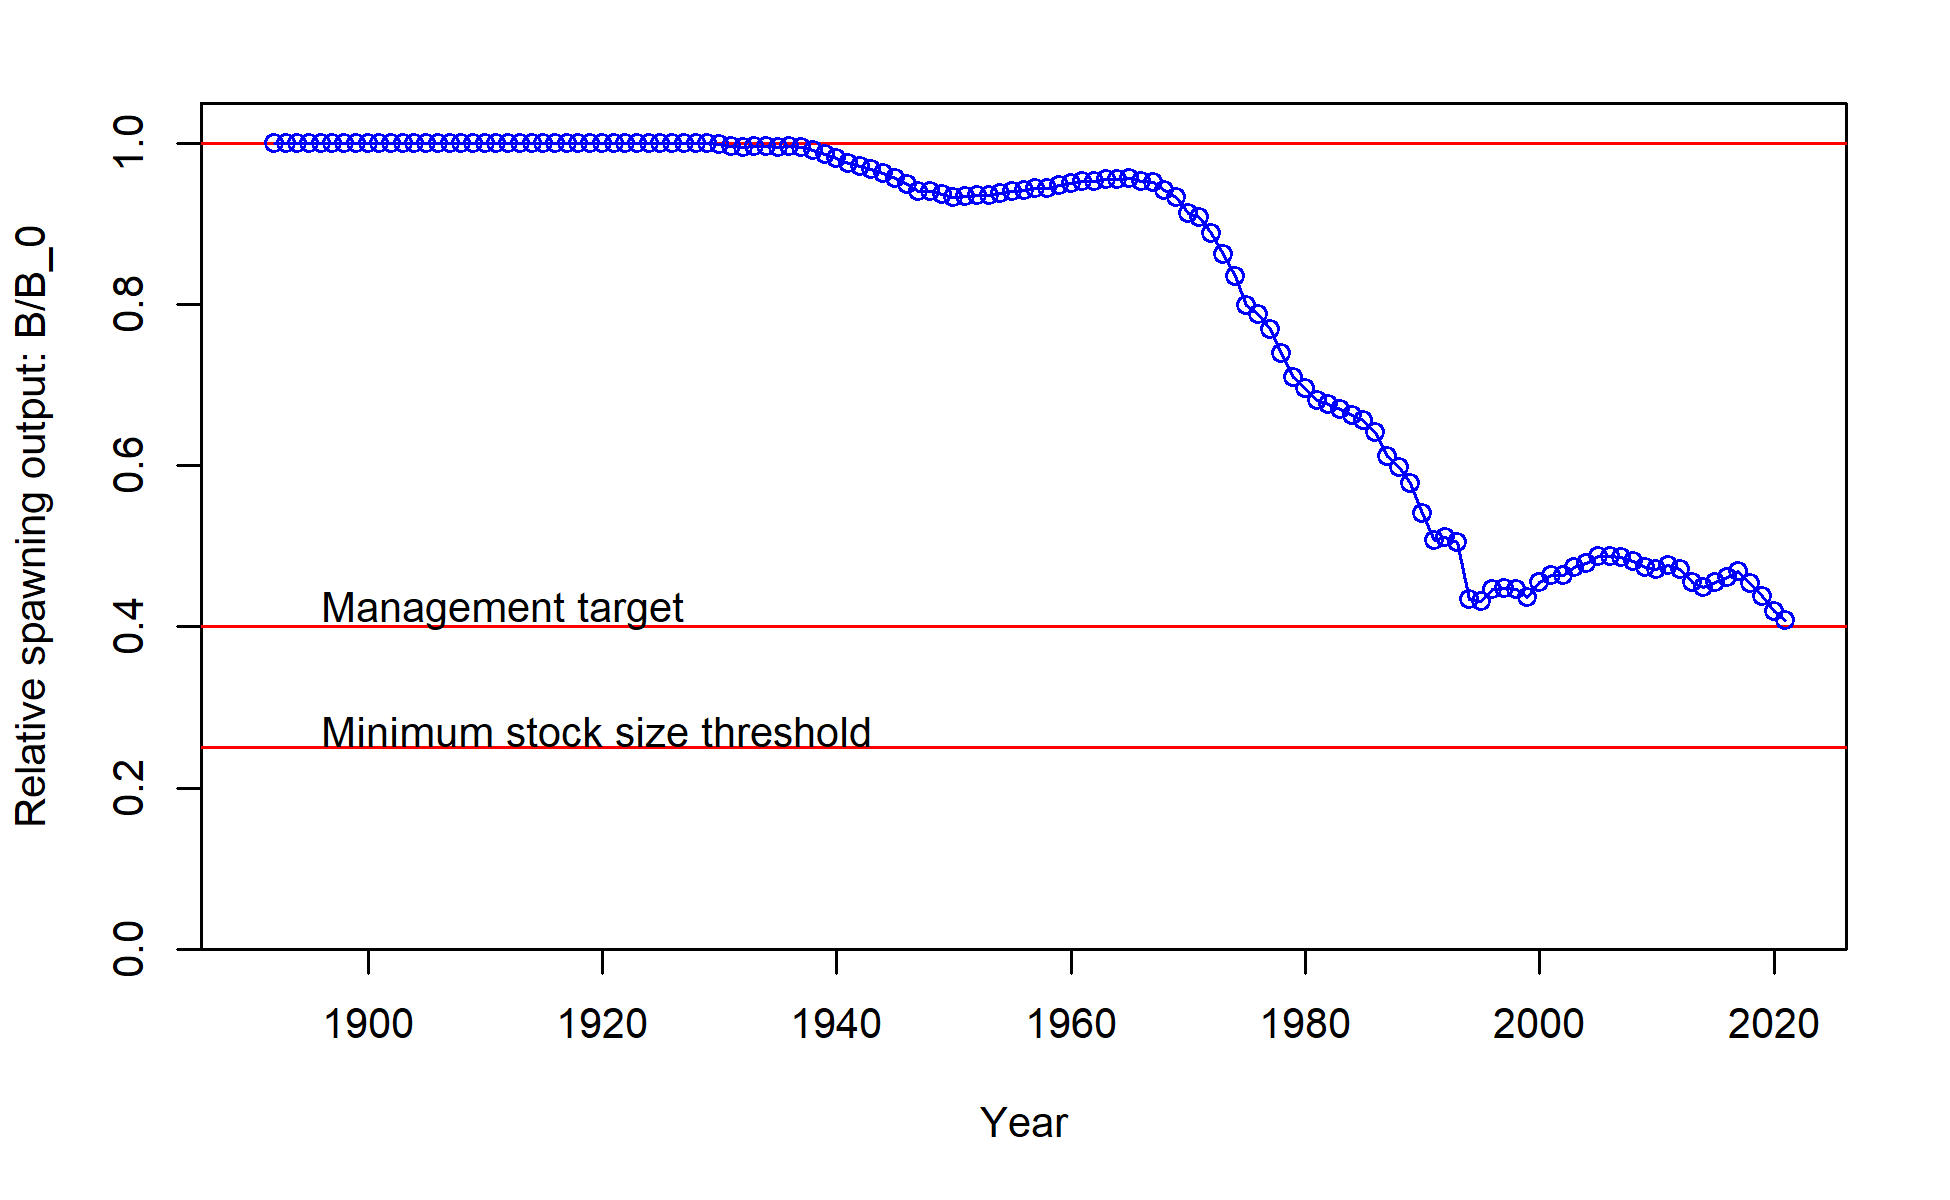 Relative spawning output: B/B_0
1.0
0.8
0.6
0.4
0.2
0.0
Management target
Minimum stock size threshold
1900 1920 1940 1960 1980 2000 2020
Year